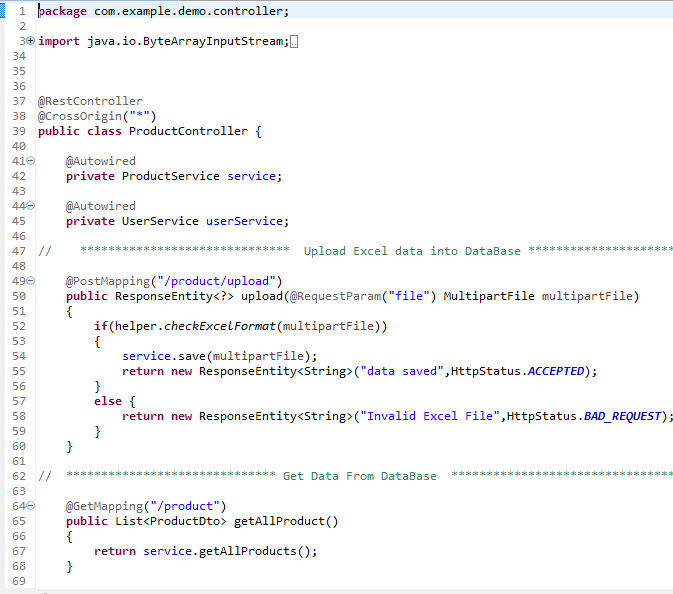 1 package com.example.demo.controller;
2
3 import java.io.ByteArrayInputStream;
34
35
36
37 @RestController
38 @CrossOrigin("*")
39 public class ProductController {
40
41 @Autowired
42 private ProductService service;
43
44 @Autowired
45 private UserService userService;
46
47 // ****************************** Upload Excel data into DataBase *********************
48
49 @PostMapping("/product/upload")
50 public ResponseEntity<?> upload(@RequestParam("file") MultipartFile multipartFile)
51 {
52 if(helper.checkExcelFormat(multipartFile))
53 {
54 service.save(multipartFile);
55 return new ResponseEntity<String>("data saved",HttpStatus.ACCEPTED);
56 }
57 else {
58 return new ResponseEntity<String>("Invalid Excel File",HttpStatus.BAD_REQUEST);
59 }
60 }
61
62 // ****************************** Get Data From DataBase ********************************
63
64 @GetMapping("/product")
65 public List<ProductDto> getAllProduct()
66 {
67 return service.getAllProducts();
68 }
69